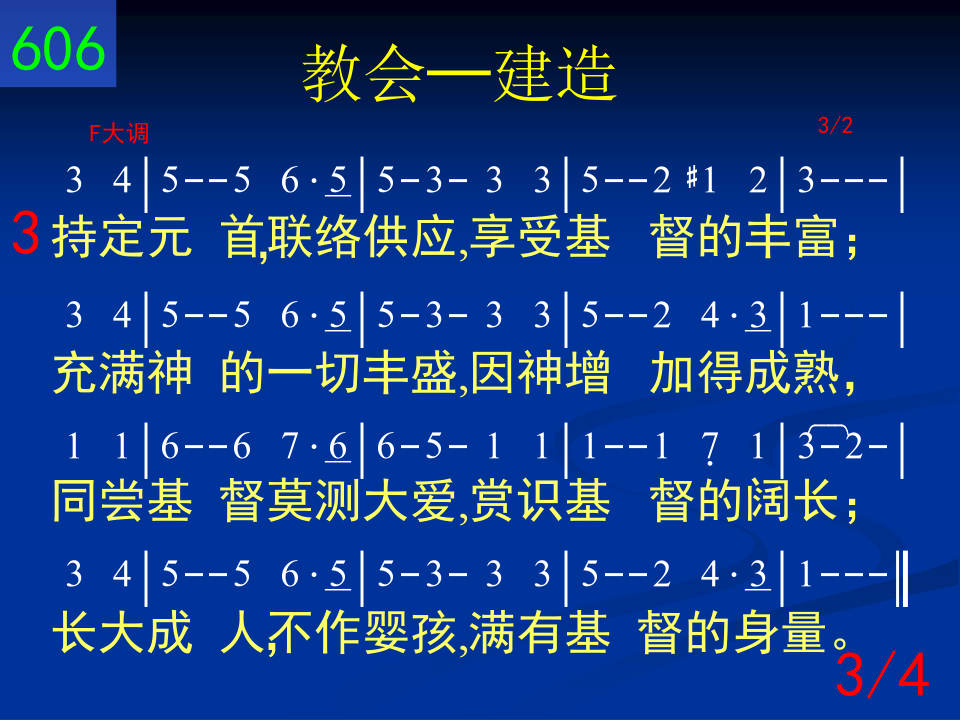 606
教会—建造
F大调 3/2
3 4|5--5 6·5|5-3- 3 3|5--2 #1 2|3---|
3 持定元 首,联络供应,享受基 督的丰富；
3 4|5--5 6·5|5-3- 3 3|5--2 4·3|1---|
充满神 的一切丰盛,因神增 加得成熟，
1 1|6--6 7·6|6-5- 1 1|1--1 7̣ 1|3-2-|
同尝基 督莫测大爱,赏识基 督的阔长；
3 4|5--5 6·5|5-3- 3 3|5--2 4·3|1---‖
长大成 人,不作婴孩,满有基 督的身量。
3/4